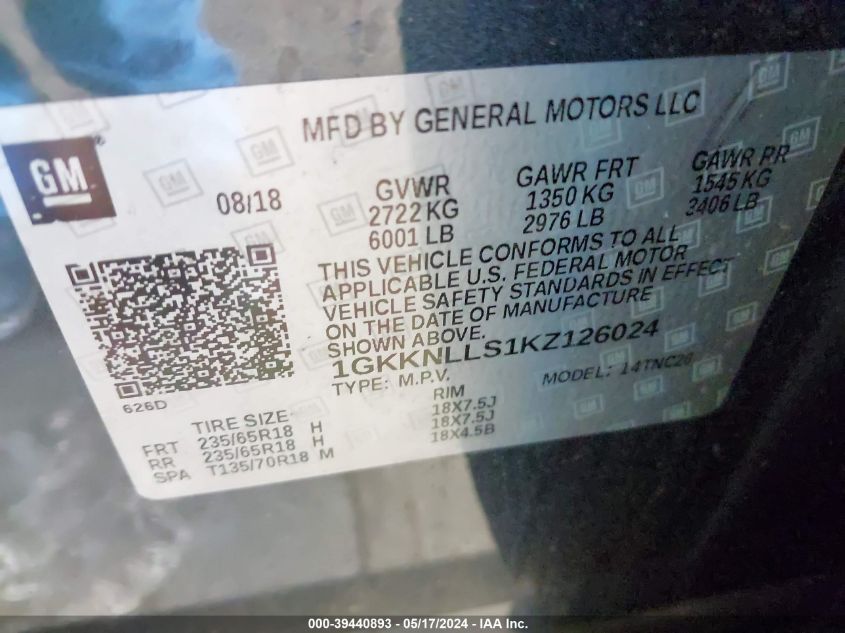 MFD BY GENERAL MOTORS LLC
GM
08/18
GVWR
2722 KG
6001 LB
GAWR FRT
1350 KG
2976 LB
GAWR RR
1545 KG
3406 LB
THIS VEHICLE CONFORMS TO ALL
APPLICABLE U.S. FEDERAL MOTOR
VEHICLE SAFETY STANDARDS IN EFFECT
ON THE DATE OF MANUFACTURE
SHOWN ABOVE.
1GKKNLLS1KZ126024
TYPE: M.P.V.
MODEL: 14TNC26
626D
TIRE SIZE RIM
FRT 235/65R18 H 18X7.5J
RR 235/65R18 H 18X7.5J
SPA T135/70R18 M 18X4.5B
000-39440893 — 05/17/2024 — IAA Inc.